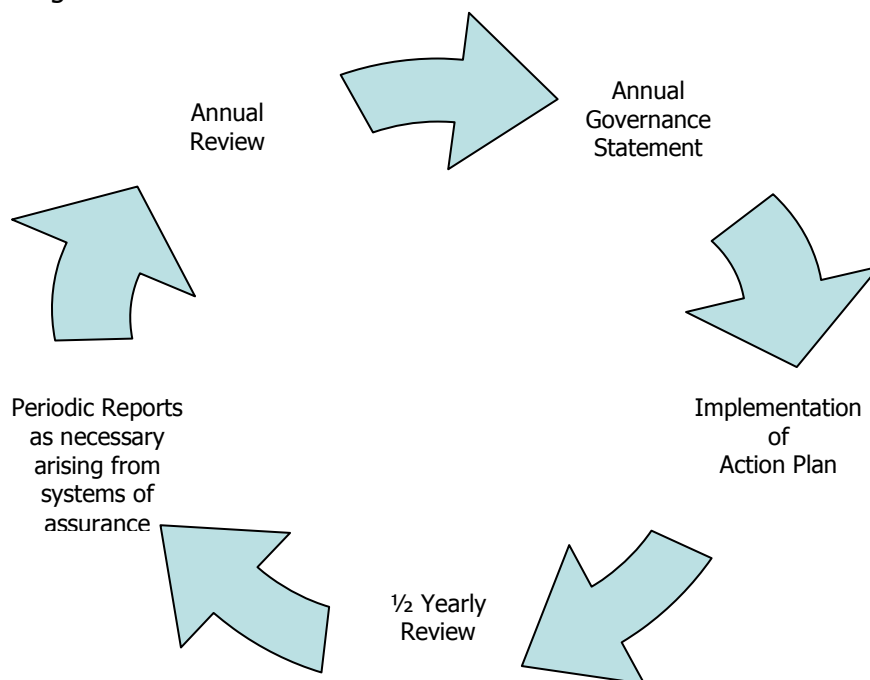 Annual
Review
Annual
Governance
Statement
Implementation
of
Action Plan
½ Yearly
Review
Periodic Reports
as necessary
arising from
systems of
assurance